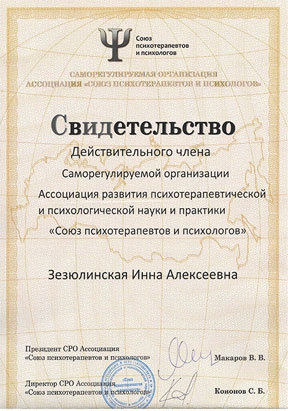 Союз
психотерапевтов
и психологов
САМОРЕГУЛИРУЕМАЯ ОРГАНИЗАЦИЯ
АССОЦИАЦИЯ «СОЮЗ ПСИХОТЕРАПЕВТОВ И ПСИХОЛОГОВ»
Свидетельство
Действительного члена
Саморегулируемой организации
Ассоциация развития психотерапевтической
и психологической науки и практики
«Союз психотерапевтов и психологов»
Зезюлинская Инна Алексеевна
Президент СРО Ассоциация
«Союз психотерапевтов и психологов» Макаров В. В.
Директор СРО Ассоциация
«Союз психотерапевтов и психологов» Кононов С. Б.